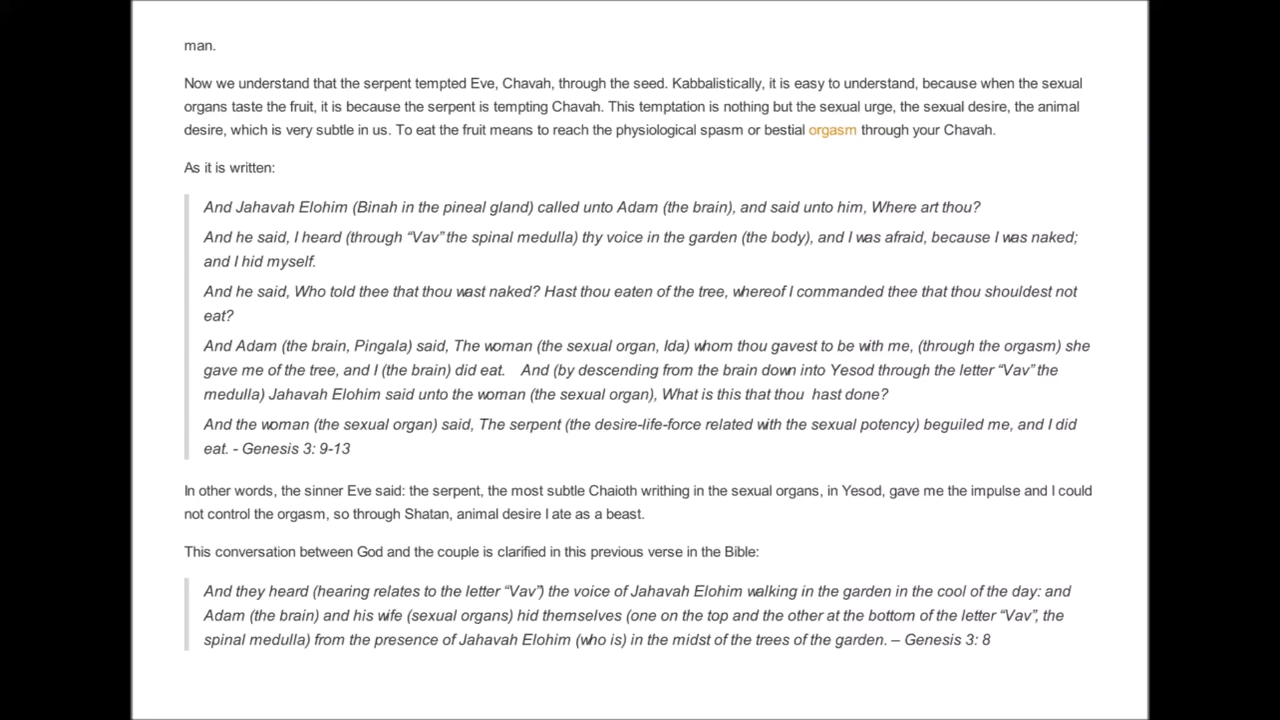 man.
Now we understand that the serpent tempted Eve, Chavah, through the seed. Kabbalistically, it is easy to understand, because when the sexual
organs taste the fruit, it is because the serpent is tempting Chavah. This temptation is nothing but the sexual urge, the sexual desire, the animal
desire, which is very subtle in us. To eat the fruit means to reach the physiological spasm or bestial orgasm through your Chavah.
As it is written:
And Jahavah Elohim (Binah in the pineal gland) called unto Adam (the brain), and said unto him, Where art thou?
And he said, I heard (through “Vav” the spinal medulla) thy voice in the garden (the body), and I was afraid, because I was naked;
and I hid myself.
And he said, Who told thee that thou wast naked? Hast thou eaten of the tree, whereof I commanded thee that thou shouldest not
eat?
And Adam (the brain, Pingala) said, The woman (the sexual organ, Ida) whom thou gavest to be with me, (through the orgasm) she
gave me of the tree, and I (the brain) did eat. And (by descending from the brain down into Yesod through the letter “Vav” the
medulla) Jahavah Elohim said unto the woman (the sexual organ), What is this that thou hast done?
And the woman (the sexual organ) said, The serpent (the desire-life-force related with the sexual potency) beguiled me, and I did
eat. - Genesis 3: 9-13
In other words, the sinner Eve said: the serpent, the most subtle Chaioth writhing in the sexual organs, in Yesod, gave me the impulse and I could
not control the orgasm, so through Shatan, animal desire I ate as a beast.
This conversation between God and the couple is clarified in this previous verse in the Bible:
And they heard (hearing relates to the letter “Vav”) the voice of Jahavah Elohim walking in the garden in the cool of the day: and
Adam (the brain) and his wife (sexual organs) hid themselves (one on the top and the other at the bottom of the letter “Vav”, the
spinal medulla) from the presence of Jahavah Elohim (who is) in the midst of the trees of the garden. – Genesis 3: 8